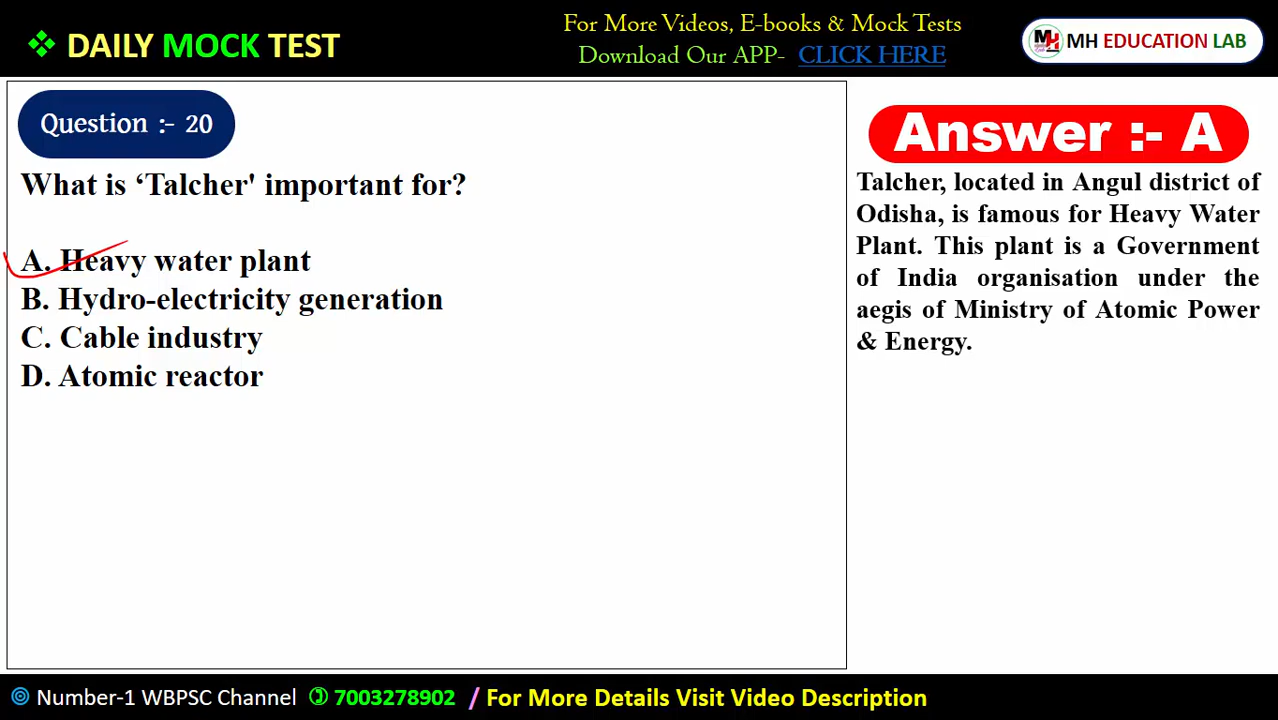 ❖ DAILY MOCK TEST
For More Videos, E-books & Mock Tests
Download Our APP- CLICK HERE
MH EDUCATION LAB
Question :- 20
What is ‘Talcher' important for?
A. Heavy water plant
B. Hydro-electricity generation
C. Cable industry
D. Atomic reactor
Answer :- A
Talcher, located in Angul district of
Odisha, is famous for Heavy Water
Plant. This plant is a Government
of India organisation under the
aegis of Ministry of Atomic Power
& Energy.
Number-1 WBPSC Channel 7003278902 / For More Details Visit Video Description